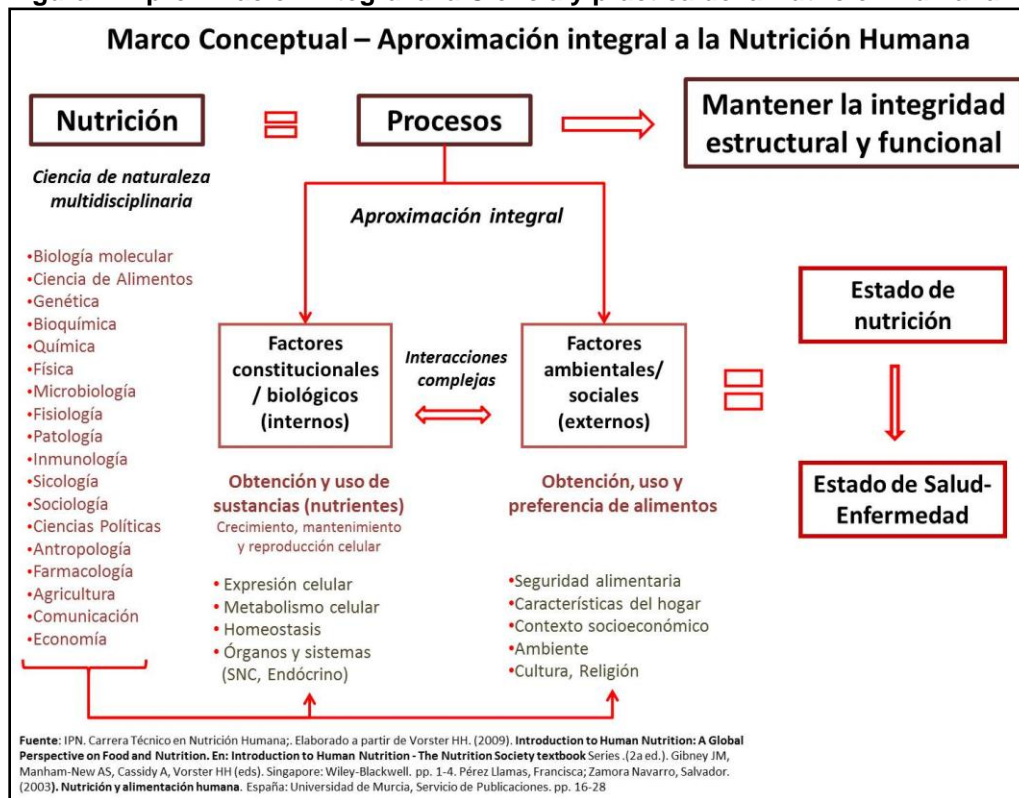 Marco Conceptual – Aproximación integral a la Nutrición Humana
Nutrición
Procesos
Mantener la integridad
estructural y funcional
Ciencia de naturaleza
multidisciplinaria
Aproximación integral
•Biología molecular
•Ciencia de Alimentos
•Genética
•Bioquímica
•Química
•Física
•Microbiología
•Fisiología
•Patología
•Inmunología
•Sicología
•Sociología
•Ciencias Políticas
•Antropología
•Farmacología
•Agricultura
•Comunicación
•Economía
Factores
constitucionales
/ biológicos
(internos)
Interacciones
complejas
Factores
ambientales/
sociales
(externos)
Estado de
nutrición
Estado de Salud-
Enfermedad
Obtención y uso de
sustancias (nutrientes)
Crecimiento, mantenimiento
y reproducción celular
• Expresión celular
• Metabolismo celular
• Homeostasis
• Órganos y sistemas
(SNC, Endócrino)
Obtención, uso y
preferencia de alimentos
•Seguridad alimentaria
•Características del hogar
•Contexto socioeconómico
•Ambiente
•Cultura, Religión
Fuente: IPN. Carrera Técnico en Nutrición Humana;. Elaborado a partir de Vorster HH. (2009). Introduction to Human Nutrition: A Global
Perspective on Food and Nutrition. En: Introduction to Human Nutrition - The Nutrition Society textbook Series .(2a ed.). Gibney JM,
Manham-New AS, Cassidy A, Vorster HH (eds). Singapore: Wiley-Blackwell. pp. 1-4. Pérez Llamas, Francisca; Zamora Navarro, Salvador.
(2003). Nutrición y alimentación humana. España: Universidad de Murcia, Servicio de Publicaciones. pp. 16-28